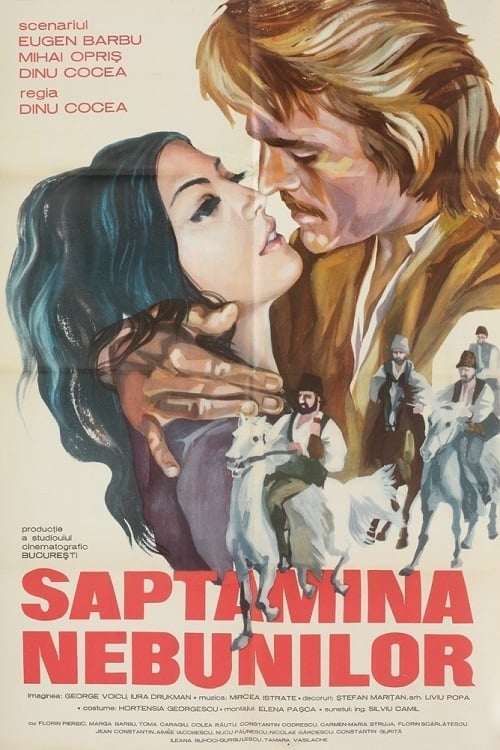 scenariul
EUGEN BARBU
MIHAI OPRIȘ
DINU COCEA
regia
DINU COCEA
producție
a studioului
cinematografic
BUCUREȘTI
SAPTAMINA
NEBUNILOR
imaginea: GEORGE VOICU, IURA DRUKMAN • muzica: MIRCEA ISTRATE • decoruri: ȘTEFAN MARIȚAN, arh. LIVIU POPA
• costume: HORTENSIA GEORGESCU • montajul: ELENA PAȘCA • sunetul: ing. SILVIU CAMIL
cu FLORIN PIERSIC, MARGA BARBU, TOMA CARAGIU, COLEA RĂUTU, CONSTANTIN CODRESCU, CARMEN-MARIA STRUJA, FLORIN SCĂRLĂTESCU
JEAN CONSTANTIN, AIMÉE IACOBESCU, NUCU PĂUNESCU, NICOLAE GĂRDESCU, CONSTANTIN GURIȚĂ
ILEANA BUHOCI-GURGULESCU, TAMARA VASILACHE